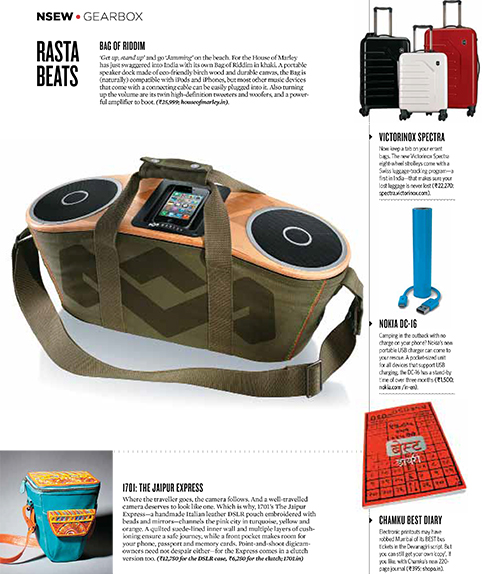 NSEW • GEARBOX
RASTA
BEATS
BAG OF RIDDIM
'Get up, stand up' and go 'Jamming' on the beach. For the House of Marley
has just swaggered into India with its own Bag of Riddim in khaki. A portable
speaker dock made of eco-friendly birch wood and durable canvas, the Bag is
(naturally) compatible with iPods and iPhones, but most other music devices
that come with a connecting cable can be easily plugged into it. Also turning
up the volume are its twin high-definition tweeters and woofers, and a power-
ful amplifier to boot. (₹25,999; houseofmarley.in).
VICTORINOX SPECTRA
Now keep a tab on your errant
bags. The new Victorinox Spectra
eight-wheel strolleys come with a
Swiss luggage-tracking program—a
first in India—that makes sure your
lost luggage is never lost (₹22,270;
spectra.victorinox.com).
NOKIA DC-16
Camping in the outback with no
charge on your phone? Nokia's new
portable USB charger can come to
your rescue. A pocket-sized unit
for all devices that support USB
charging, the DC-16 has a stand-by
time of over three months (₹1,500;
nokia.com/in-en).
बेस्ट
डायरी
CHAMKU BEST DIARY
Electronic printouts may have
robbed Mumbai of its BEST bus
tickets in the Devanagiri script. But
you can still get your own 'copy', if
you like, with Chamku's new 220-
page journal (₹395; chopa.in).
1701: THE JAIPUR EXPRESS
Where the traveller goes, the camera follows. And a well-travelled
camera deserves to look like one. Which is why, 1701's The Jaipur
Express—a handmade Italian leather DSLR pouch embroidered with
beads and mirrors—channels the pink city in turquoise, yellow and
orange. A quilted suede-lined inner wall and multiple layers of cush-
ioning ensure a safe journey, while a front pocket makes room for
your phone, passport and memory cards. Point-and-shoot digicam-
owners need not despair either—for the Express comes in a clutch
version too. (₹12,750 for the DSLR case, ₹6,250 for the clutch; 1701.in)